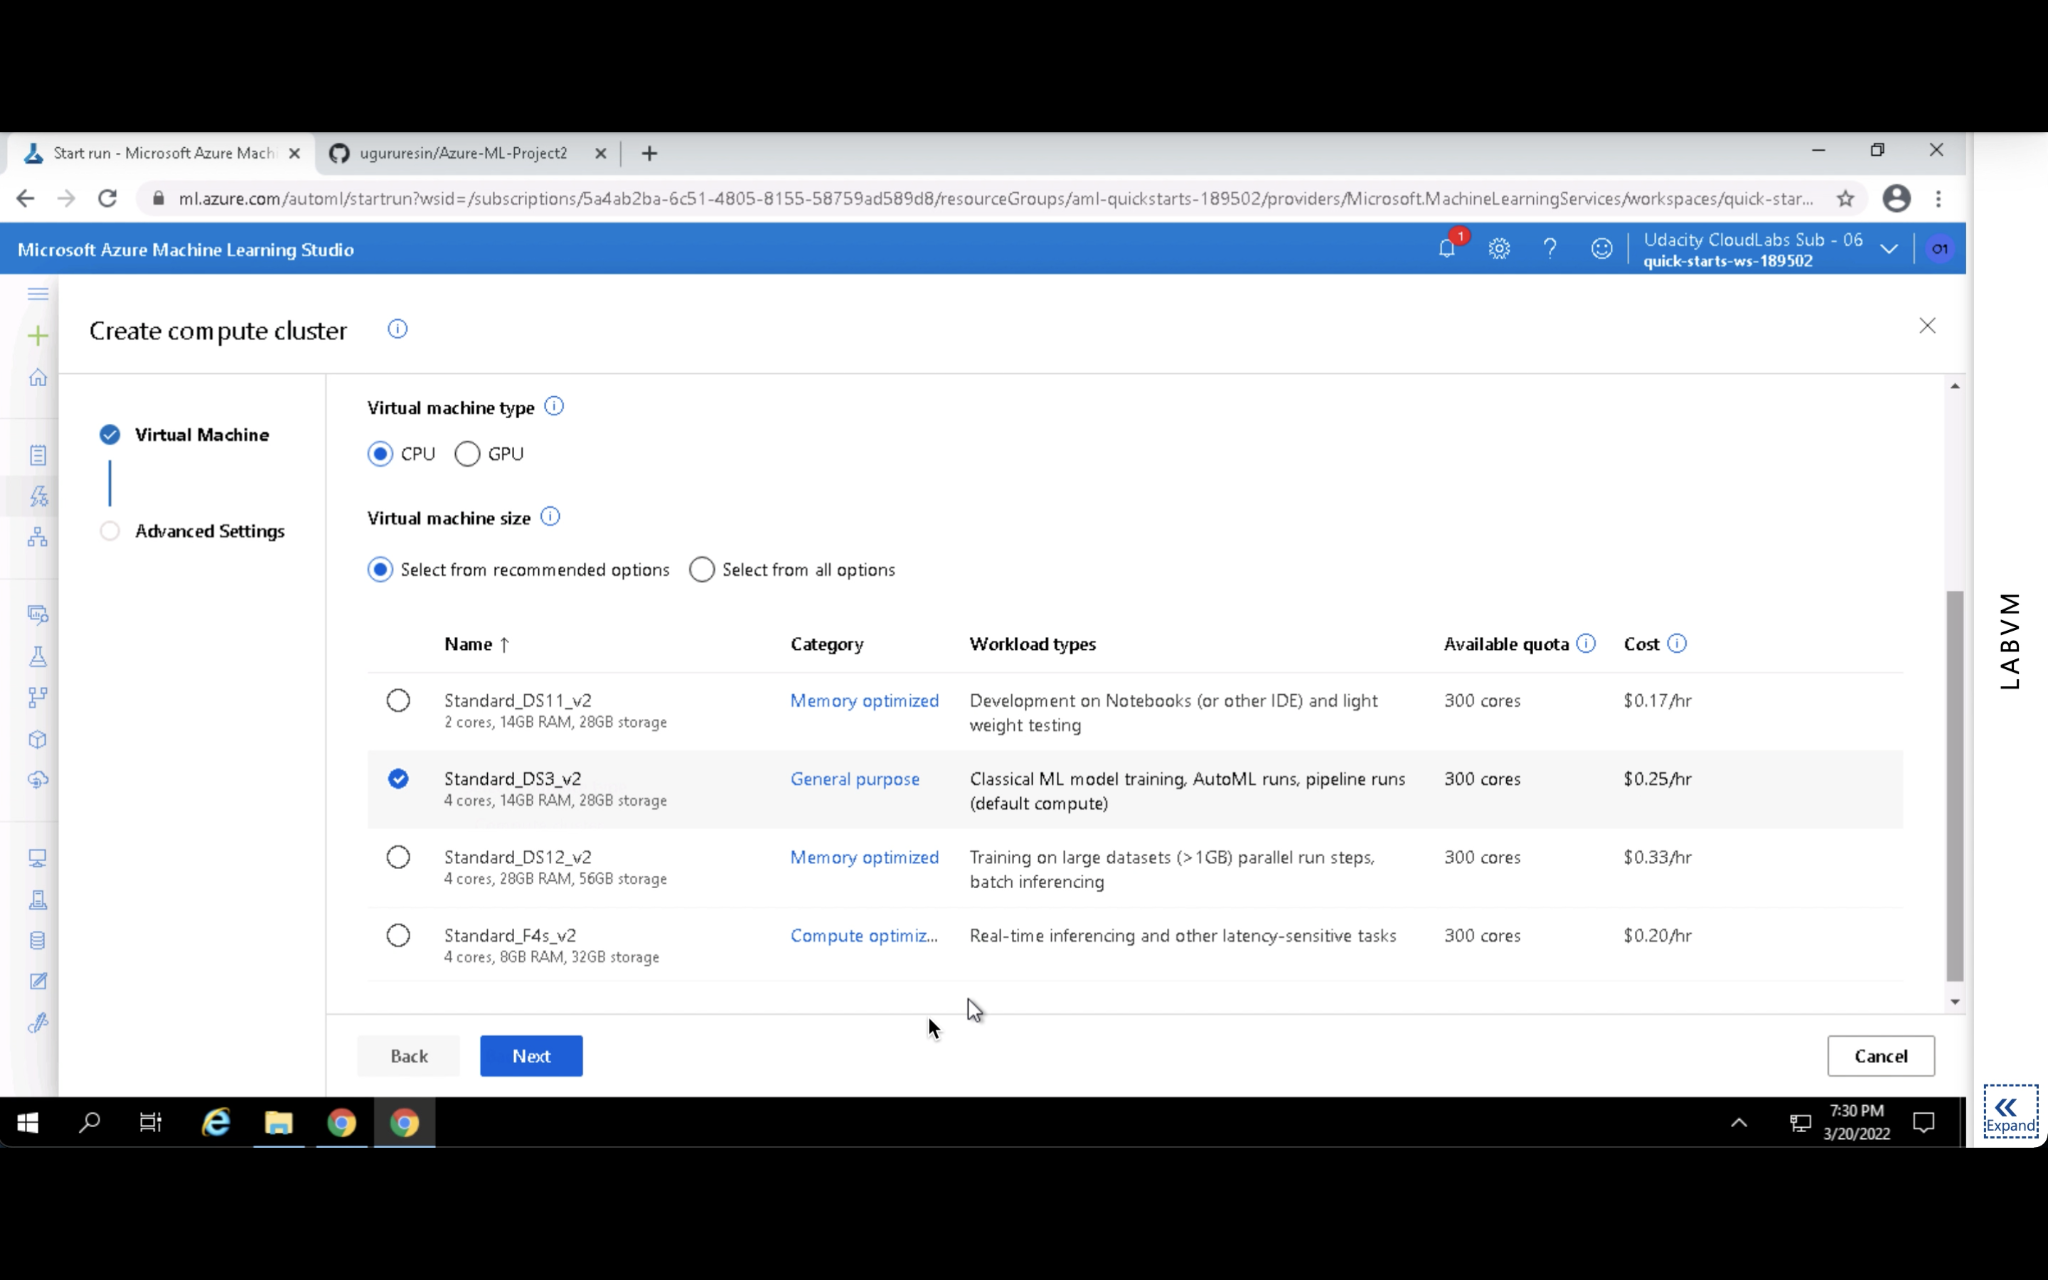 Start run - Microsoft Azure Machi
ugururesin/Azure-ML-Project2
ml.azure.com/automl/startrun?wsid=/subscriptions/5a4ab2ba-6c51-4805-8155-58759ad589d8/resourceGroups/aml-quickstarts-189502/providers/Microsoft.MachineLearningServices/workspaces/quick-star...
Microsoft Azure Machine Learning Studio
1
Udacity CloudLabs Sub - 06
quick-starts-ws-189502
O1
Create compute cluster
Virtual Machine
Advanced Settings
Virtual machine type
CPU GPU
Virtual machine size
Select from recommended options Select from all options
Name ↑ Category Workload types Available quota Cost
Standard_DS11_v2 Memory optimized Development on Notebooks (or other IDE) and light 300 cores $0.17/hr
2 cores, 14GB RAM, 28GB storage weight testing
Standard_DS3_v2 General purpose Classical ML model training, AutoML runs, pipeline runs 300 cores $0.25/hr
4 cores, 14GB RAM, 28GB storage (default compute)
Standard_DS12_v2 Memory optimized Training on large datasets (>1GB) parallel run steps, 300 cores $0.33/hr
4 cores, 28GB RAM, 56GB storage batch inferencing
Standard_F4s_v2 Compute optimiz... Real-time inferencing and other latency-sensitive tasks 300 cores $0.20/hr
4 cores, 8GB RAM, 32GB storage
Back Next Cancel
7:30 PM
3/20/2022
LABVM
Expand